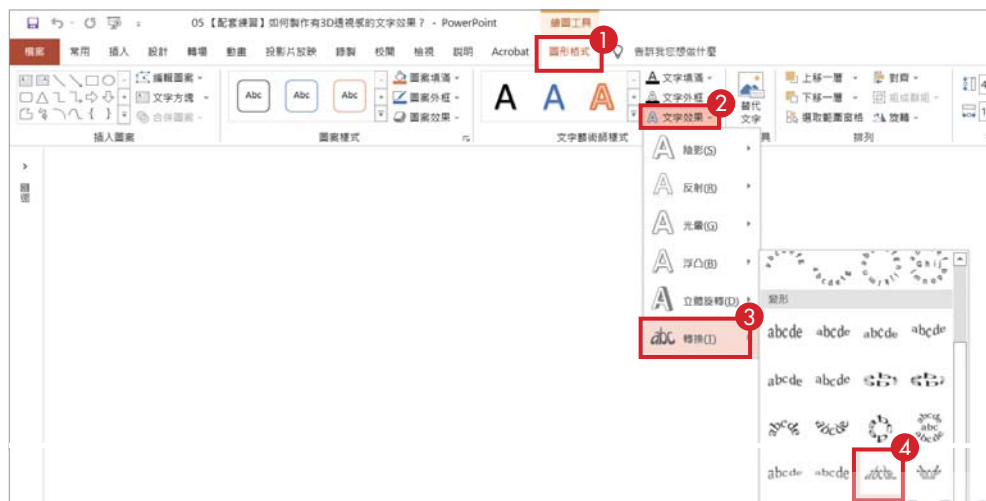 05【配套練習】如何製作有3D透視感的文字效果？ - PowerPoint
繪圖工具
檔案 常用 插入 設計 轉場 動畫 投影片放映 錄製 校閱 檢視 說明 Acrobat 圖形格式 1 告訴我您想做什麼
編輯圖案
文字方塊
合併圖案
插入圖案
Abc Abc Abc
圖案填滿
圖案外框
圖案效果
圖案樣式
A A A
文字填滿
文字外框
文字效果
2
文字藝術師樣式
替代
文字
具
上移一層
下移一層
選取範圍窗格
對齊
組成群組
旋轉
排列
4
1
陰影(S)
反射(R)
光暈(G)
浮凸(B)
立體旋轉(D)
3
abc 轉換(T)
變形
abcde abcde abcde abcde
abcde abcde
abcde abcde
4
abcde abcde abcde